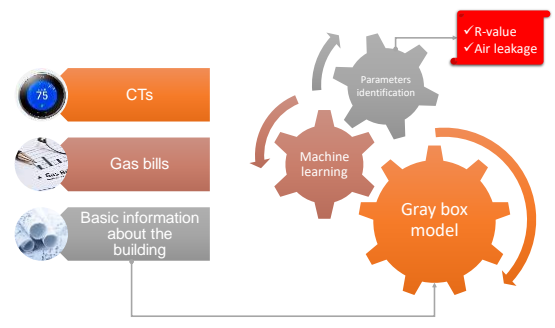 75
CTs
Gas bills
Basic information
about the
building
Parameters
identification
Machine
learning
Gray box
model
✓R-value
✓Air leakage